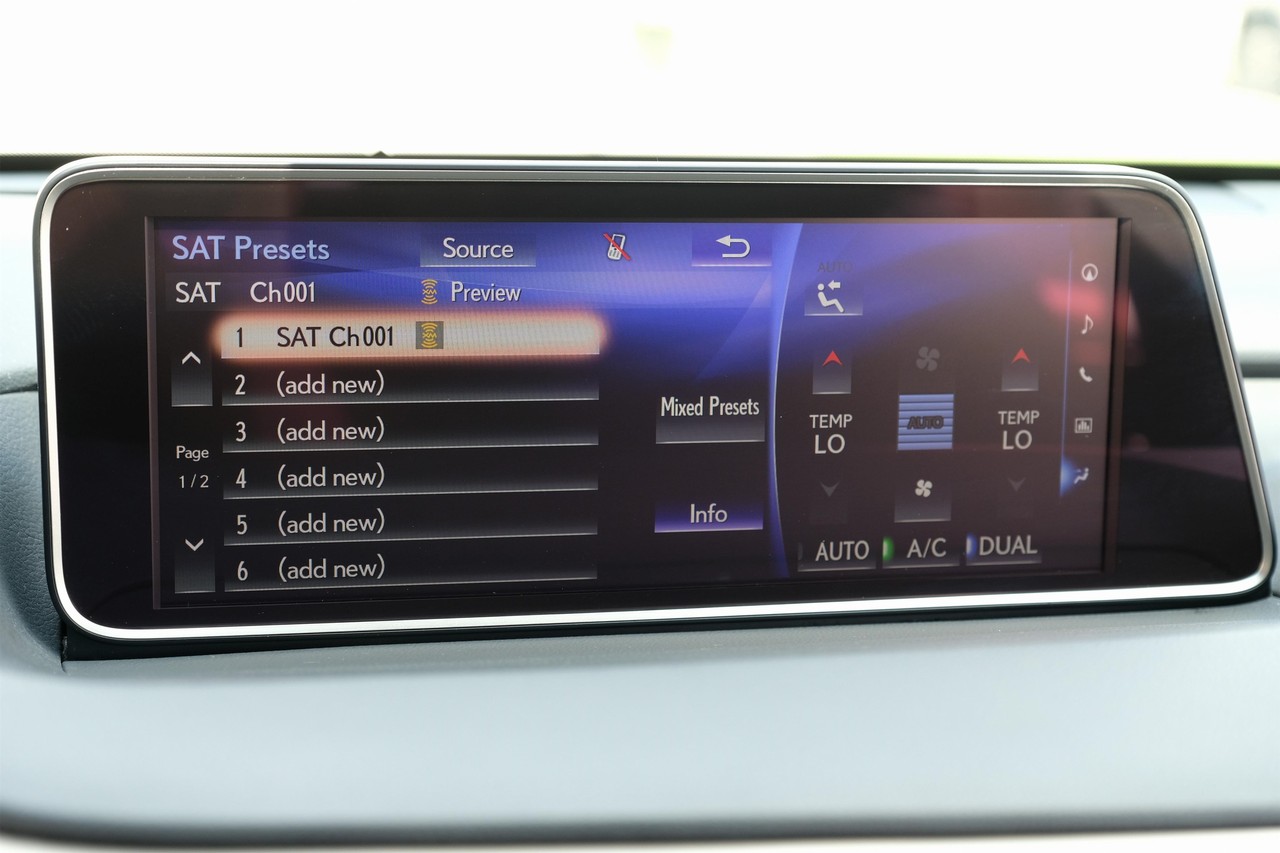 SAT Presets
Source
SAT Ch001
XM Preview
1 SAT Ch001 XM
2 (add new)
3 (add new)
4 (add new)
5 (add new)
6 (add new)
Page
1/2
Mixed Presets
Info
AUTO
TEMP
LO
AUTO
TEMP
LO
AUTO
A/C
DUAL